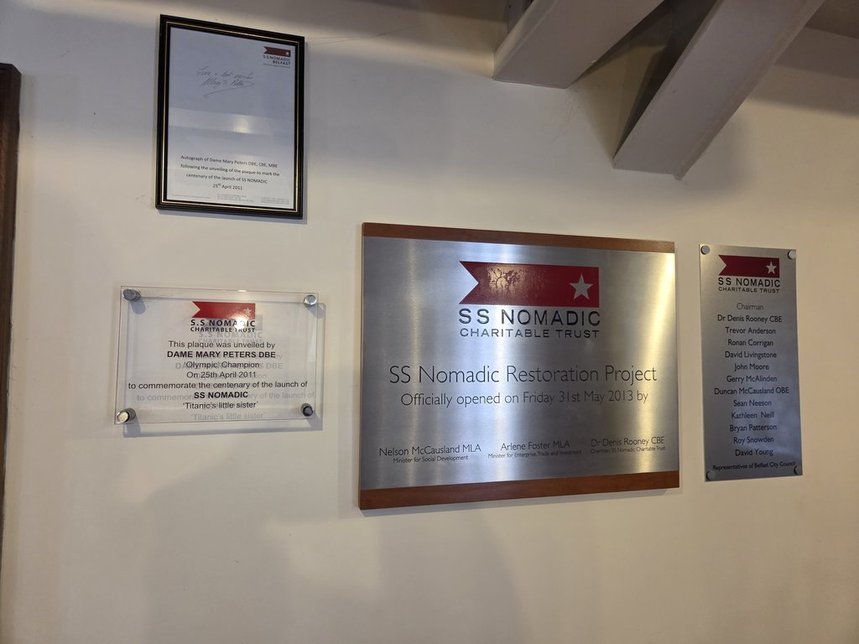 SS NOMADIC
BELFAST
Autograph of Dame Mary Peters DBE, CBE, MBE
following the unveiling of the plaque to mark the
centenary of the launch of SS NOMADIC
25th April 2011
S.S NOMADIC
CHARITABLE TRUST
This plaque was unveiled by
DAME MARY PETERS DBE
Olympic Champion
On 25th April 2011
to commemorate the centenary of the launch of
SS NOMADIC
'Titanic's little sister'
SS NOMADIC
CHARITABLE TRUST
SS Nomadic Restoration Project
Officially opened on Friday 31st May 2013 by
Nelson McCausland MLA Arlene Foster MLA Dr Denis Rooney CBE
Minister for Social Development Minister for Enterprise, Trade and Investment Chairman, SS Nomadic Charitable Trust
SS NOMADIC
CHARITABLE TRUST
Chairman
Dr Denis Rooney CBE
Trevor Anderson
Ronan Corrigan
David Livingstone
John Moore
Gerry McAlinden
Duncan McCausland OBE
Sean Neeson
Kathleen Neill
Bryan Patterson
Roy Snowden
David Young
Representatives of Belfast City Council